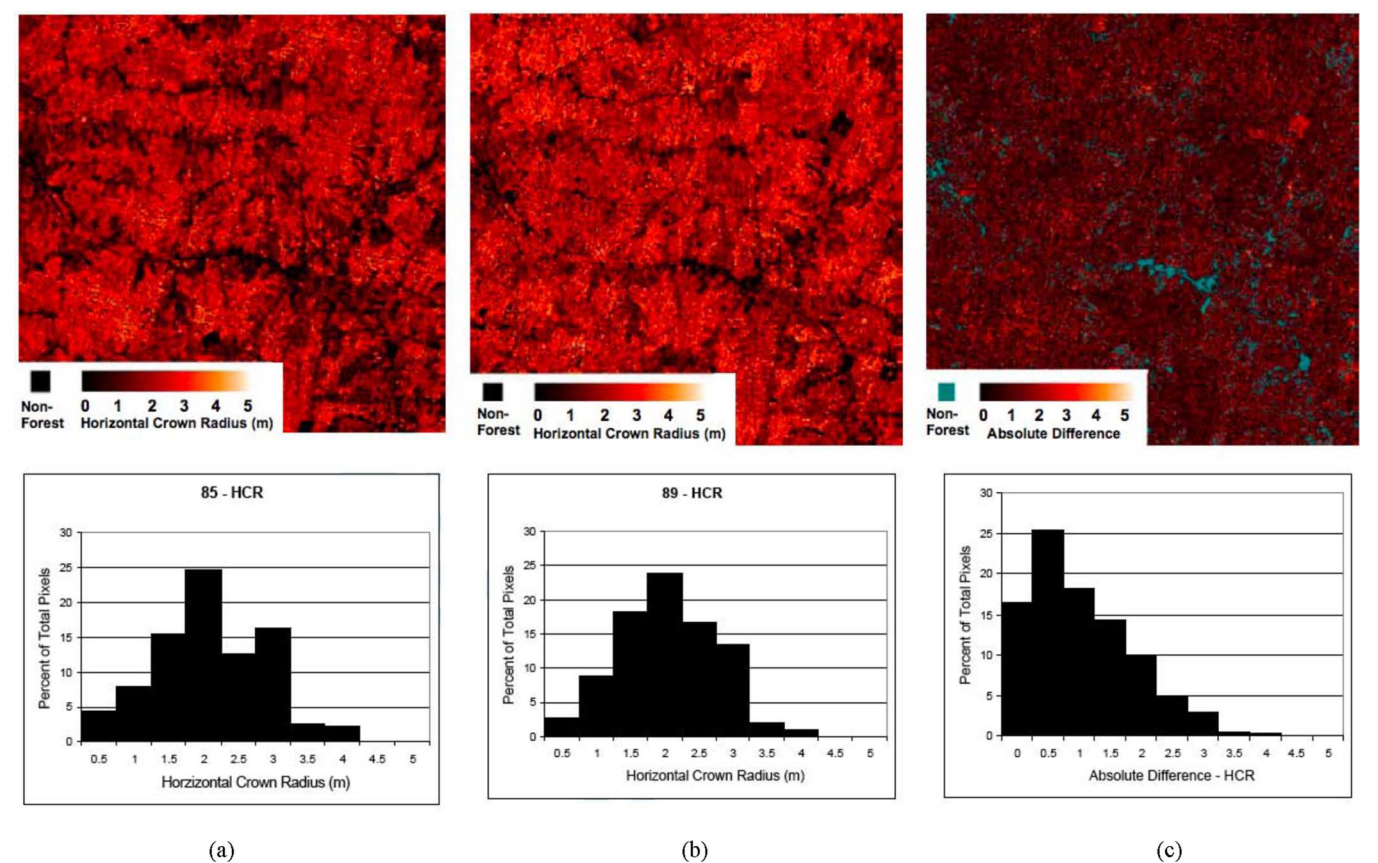 Non-
Forest
0 1 2 3 4 5
Horizontal Crown Radius (m)
Non-
Forest
0 1 2 3 4 5
Horizontal Crown Radius (m)
Non-
Forest
0 1 2 3 4 5
Absolute Difference
85 - HCR
Percent of Total Pixels
30
25
20
15
10
5
0
0.5 1 1.5 2 2.5 3 3.5 4 4.5 5
Horzizontal Crown Radius (m)
89 - HCR
Percent of Total Pixels
30
25
20
15
10
5
0
0.5 1 1.5 2 2.5 3 3.5 4 4.5 5
Horizontal Crown Radius (m)
Percent of Total Pixels
30
25
20
15
10
5
0
0 0.5 1 1.5 2 2.5 3 3.5 4 4.5 5
Absolute Difference - HCR
(a)
(b)
(c)